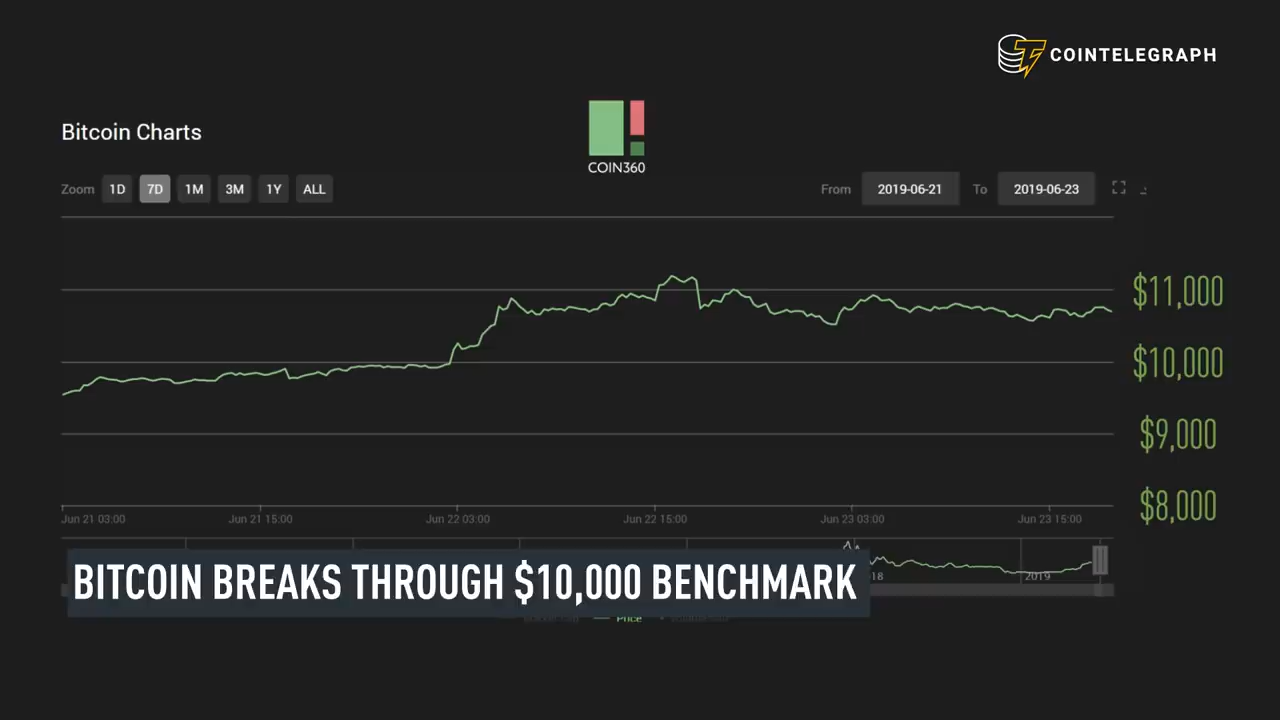 COINTELEGRAPH
Bitcoin Charts
COIN360
Zoom 1D 7D 1M 3M 1Y ALL
From 2019-06-21 To 2019-06-23
$11,000
$10,000
$9,000
$8,000
Jun 21 03:00 Jun 21 15:00 Jun 22 03:00 Jun 22 15:00 Jun 23 03:00 Jun 23 15:00
18 2019
BITCOIN BREAKS THROUGH $10,000 BENCHMARK
Price